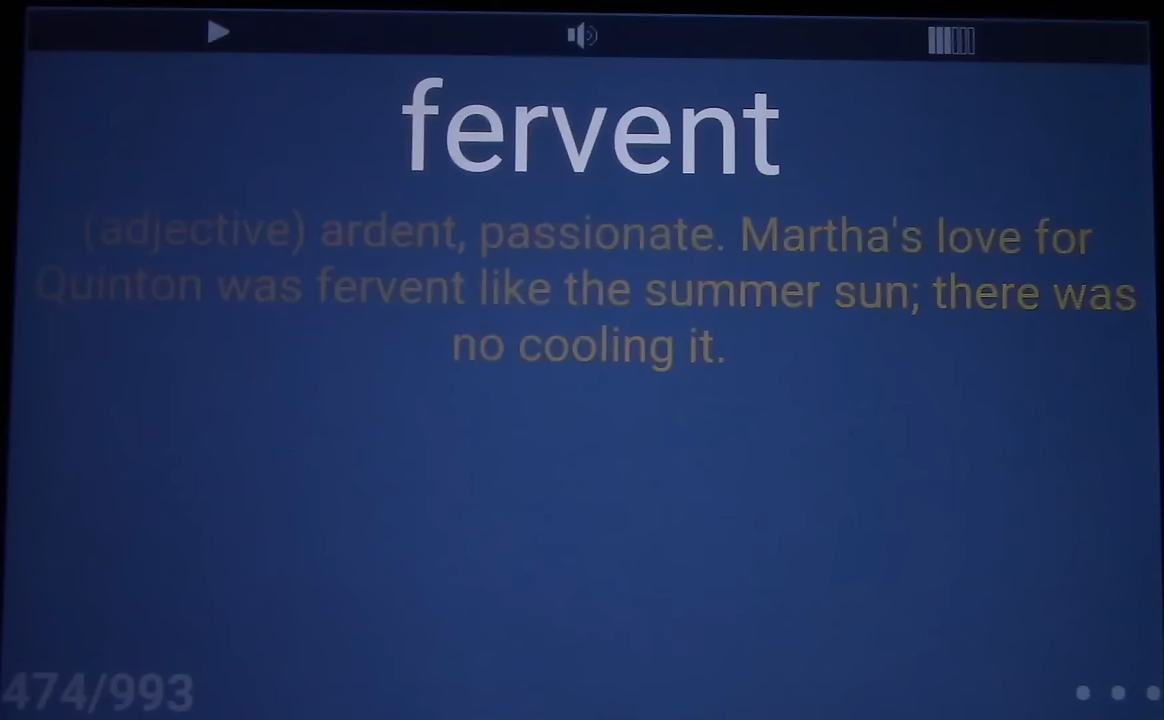 fervent
(adjective) ardent, passionate. Martha's love for
Quinton was fervent like the summer sun; there was
no cooling it.
474/993